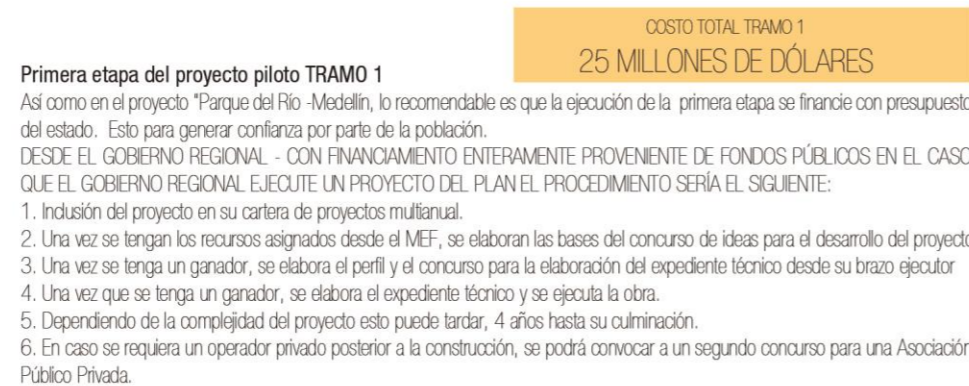 COSTO TOTAL TRAMO 1
25 MILLONES DE DÓLARES
Primera etapa del proyecto piloto TRAMO 1
Así como en el proyecto "Parque del Río -Medellín, lo recomendable es que la ejecución de la primera etapa se financie con presupuesto
del estado. Esto para generar confianza por parte de la población.
DESDE EL GOBIERNO REGIONAL - CON FINANCIAMIENTO ENTERAMENTE PROVENIENTE DE FONDOS PÚBLICOS EN EL CASO
QUE EL GOBIERNO REGIONAL EJECUTE UN PROYECTO DEL PLAN EL PROCEDIMIENTO SERÍA EL SIGUIENTE:
1. Inclusión del proyecto en su cartera de proyectos multianual.
2. Una vez se tengan los recursos asignados desde el MEF, se elaboran las bases del concurso de ideas para el desarrollo del proyecto
3. Una vez se tenga un ganador, se elabora el perfil y el concurso para la elaboración del expediente técnico desde su brazo ejecutor
4. Una vez que se tenga un ganador, se elabora el expediente técnico y se ejecuta la obra.
5. Dependiendo de la complejidad del proyecto esto puede tardar, 4 años hasta su culminación.
6. En caso se requiera un operador privado posterior a la construcción, se podrá convocar a un segundo concurso para una Asociación
Público Privada.